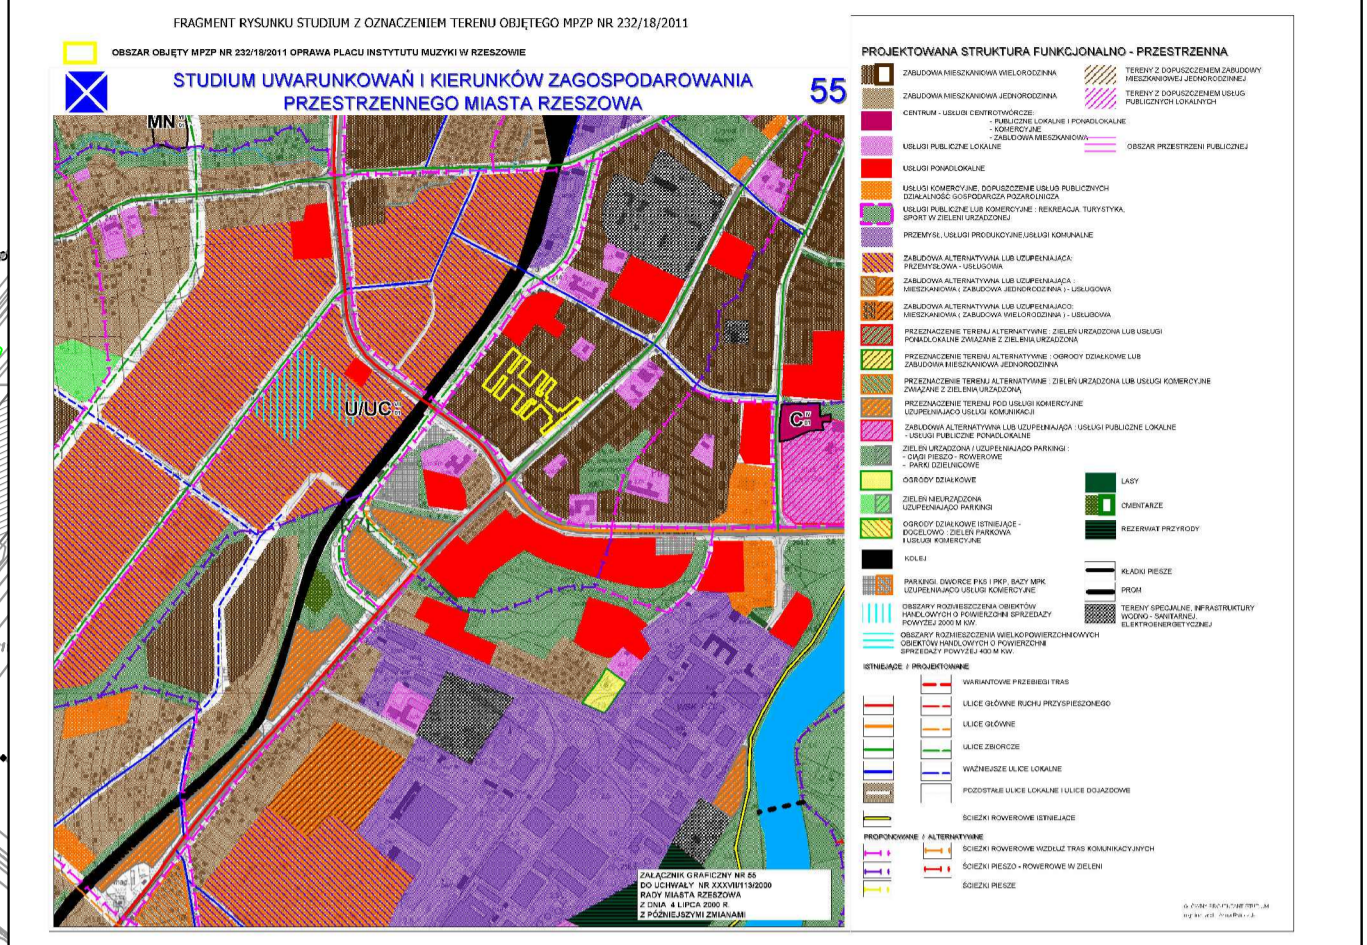 FRAGMENT RYSUNKU STUDIUM Z OZNACZENIEM TERENU OBJĘTEGO MPZP NR 232/18/2011
OBSZAR OBJĘTY MPZP NR 232/18/2011 OPRAWA PLACU INSTYTUTU MUZYKI W RZESZOWIE
STUDIUM UWARUNKOWAŃ I KIERUNKÓW ZAGOSPODAROWANIA
PRZESTRZENNEGO MIASTA RZESZOWA
55
MN
U/UC
C
WSK PZL
ZAŁĄCZNIK GRAFICZNY NR 55
DO UCHWAŁY NR XXXVII/113/2000
RADY MIASTA RZESZOWA
Z DNIA 4 LIPCA 2000 R.
Z PÓŹNIEJSZYMI ZMIANAMI
PROJEKTOWANA STRUKTURA FUNKCJONALNO - PRZESTRZENNA
ZABUDOWA MIESZKANIOWA WIELORODZINNA
ZABUDOWA MIESZKANIOWA JEDNORODZINNA
CENTRUM - USŁUGI CENTROTWÓRCZE:
- PUBLICZNE LOKALNE I PONADLOKALNE
- KOMERCYJNE
- ZABUDOWA MIESZKANIOWA
USŁUGI PUBLICZNE LOKALNE
USŁUGI PONADLOKALNE
USŁUGI KOMERCYJNE, DOPUSZCZENIE USŁUG PUBLICZNYCH
DZIAŁALNOŚĆ GOSPODARCZA POZAROLNICZA
USŁUGI PUBLICZNE LUB KOMERCYJNE : REKREACJA, TURYSTYKA,
SPORT W ZIELENI URZĄDZONEJ
PRZEMYSŁ, USŁUGI PRODUKCYJNE, USŁUGI KOMUNALNE
ZABUDOWA ALTERNATYWNA LUB UZUPEŁNIAJĄCA:
PRZEMYSŁOWA - USŁUGOWA
ZABUDOWA ALTERNATYWNA LUB UZUPEŁNIAJĄCA :
MIESZKANIOWA ( ZABUDOWA JEDNORODZINNA ) - USŁUGOWA
ZABUDOWA ALTERNATYWNA LUB UZUPEŁNIAJĄCO:
MIESZKANIOWA ( ZABUDOWA WIELORODZINNA ) - USŁUGOWA
PRZEZNACZENIE TERENU ALTERNATYWNE : ZIELEŃ URZĄDZONA LUB USŁUGI
PONADLOKALNE ZWIĄZANE Z ZIELENIĄ URZĄDZONĄ
PRZEZNACZENIE TERENU ALTERNATYWNE : OGRODY DZIAŁKOWE LUB
ZABUDOWA MIESZKANIOWA JEDNORODZINNA
PRZEZNACZENIE TERENU ALTERNATYWNE : ZIELEŃ URZĄDZONA LUB USŁUGI KOMERCYJNE
ZWIĄZANE Z ZIELENIĄ URZĄDZONĄ
PRZEZNACZENIE TERENU POD USŁUGI KOMERCYJNE
UZUPEŁNIAJĄCO USŁUGI KOMUNIKACJI
ZABUDOWA ALTERNATYWNA LUB UZUPEŁNIAJĄCA : USŁUGI PUBLICZNE LOKALNE
- USŁUGI PUBLICZNE PONADLOKALNE
ZIELEŃ URZĄDZONA / UZUPEŁNIAJĄCO PARKINGI :
- CIĄGI PIESZO - ROWEROWE
- PARKI DZIELNICOWE
OGRODY DZIAŁKOWE
ZIELEŃ NIEURZĄDZONA
UZUPEŁNIAJĄCO PARKINGI
OGRODY DZIAŁKOWE ISTNIEJĄCE -
DOCELOWO : ZIELEŃ PARKOWA
I USŁUGI KOMERCYJNE
KOLEJ
PARKINGI, DWORCE PKS I PKP, BAZY MPK
UZUPEŁNIAJĄCO USŁUGI KOMERCYJNE
OBSZARY ROZMIESZCZENIA OBIEKTÓW
HANDLOWYCH O POWIERZCHNI SPRZEDAŻY
POWYŻEJ 2000 M KW.
OBSZARY ROZMIESZCZENIA WIELKOPOWIERZCHNIOWYCH
OBIEKTÓW HANDLOWYCH O POWIERZCHNI
SPRZEDAŻY POWYŻEJ 400 M KW.
TERENY Z DOPUSZCZENIEM ZABUDOWY
MIESZKANIOWEJ JEDNORODZINNEJ
TERENY Z DOPUSZCZENIEM USŁUG
PUBLICZNYCH LOKALNYCH
OBSZAR PRZESTRZENI PUBLICZNEJ
LASY
CMENTARZE
REZERWAT PRZYRODY
KŁADKI PIESZE
PROM
TERENY SPECJALNE, INFRASTRUKTURY
WODNO - SANITARNEJ,
ELEKTROENERGETYCZNEJ
ISTNIEJĄCE / PROJEKTOWANE
WARIANTOWE PRZEBIEGI TRAS
ULICE GŁÓWNE RUCHU PRZYSPIESZONEGO
ULICE GŁÓWNE
ULICE ZBIORCZE
WAŻNIEJSZE ULICE LOKALNE
POZOSTAŁE ULICE LOKALNE I ULICE DOJAZDOWE
ŚCIEŻKI ROWEROWE ISTNIEJĄCE
PROPONOWANE / ALTERNATYWNE
ŚCIEŻKI ROWEROWE WZDŁUŻ TRAS KOMUNIKACYJNYCH
ŚCIEŻKI PIESZO - ROWEROWE W ZIELENI
ŚCIEŻKI PIESZE